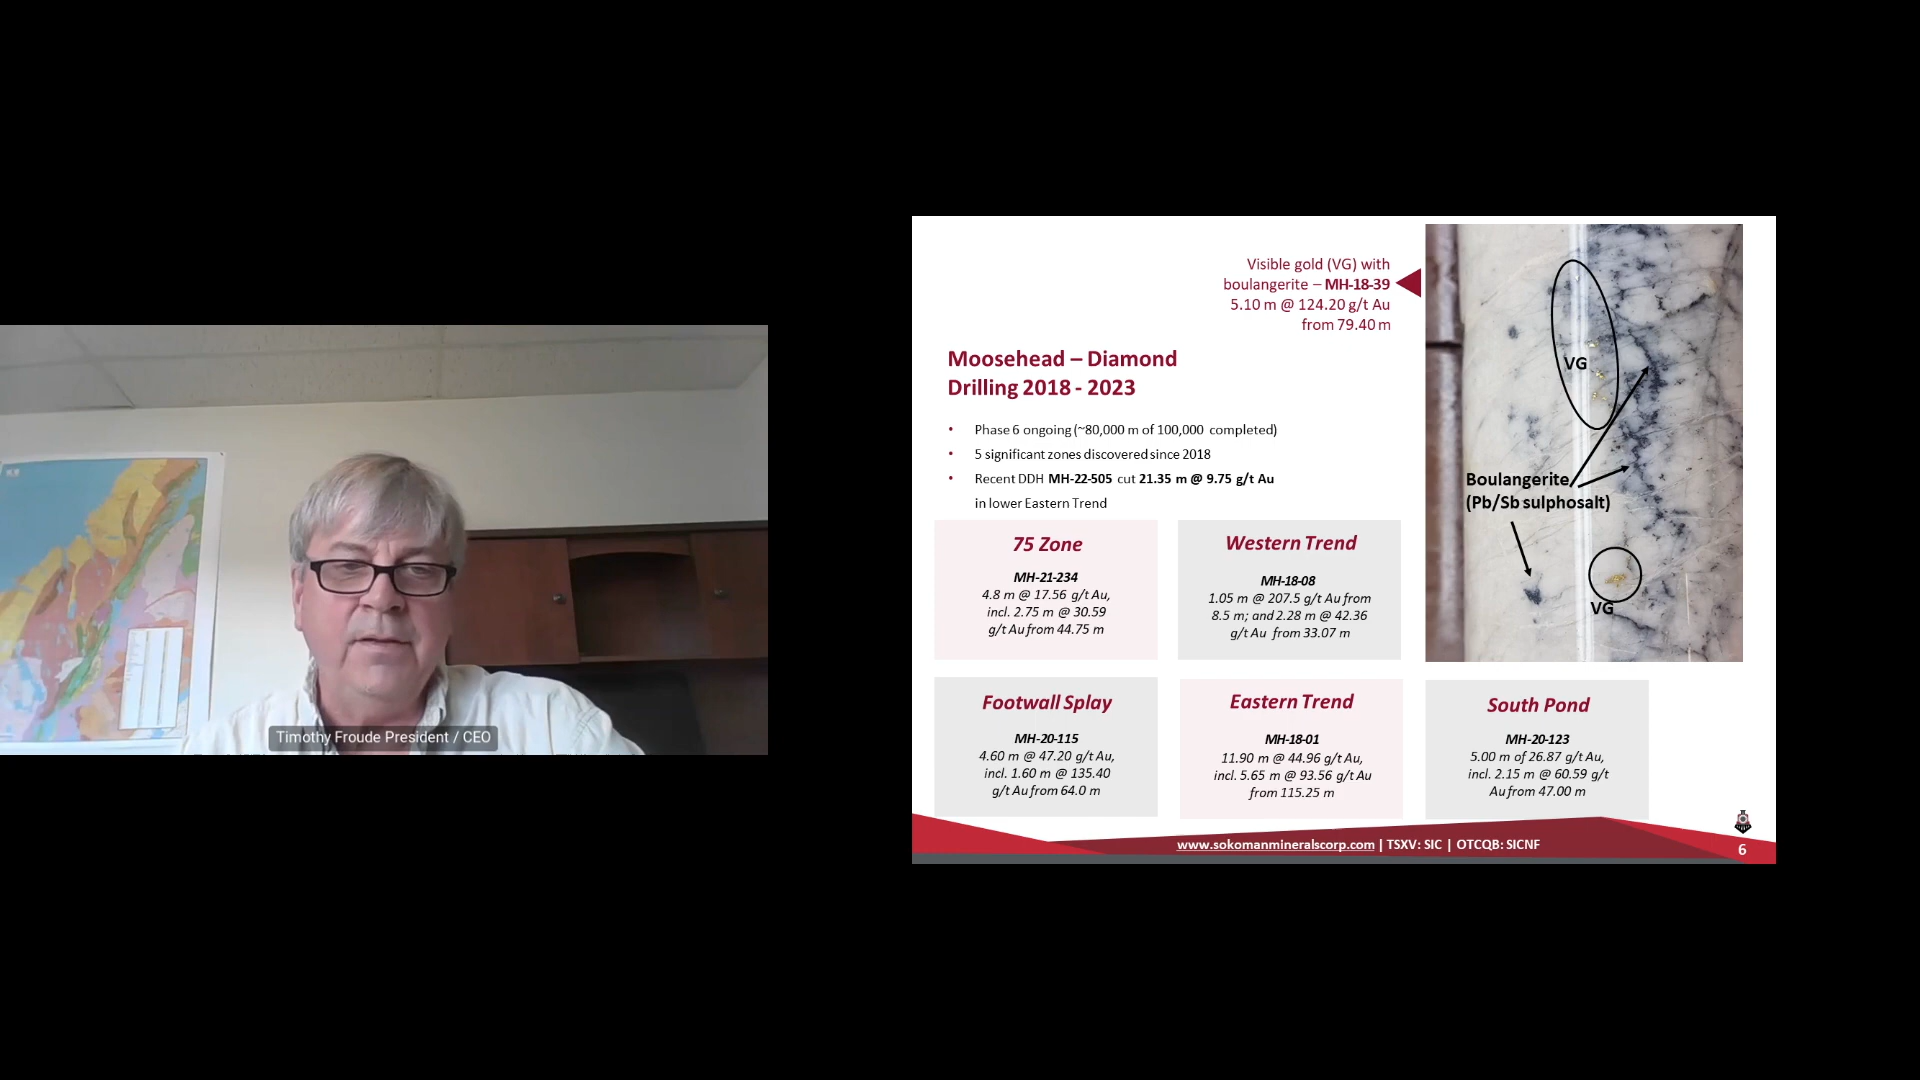 Timothy Froude President / CEO
Visible gold (VG) with
boulangerite – MH-18-39
5.10 m @ 124.20 g/t Au
from 79.40 m
Moosehead – Diamond
Drilling 2018 - 2023
• Phase 6 ongoing (~80,000 m of 100,000 completed)
• 5 significant zones discovered since 2018
• Recent DDH MH-22-505 cut 21.35 m @ 9.75 g/t Au
in lower Eastern Trend
VG
Boulangerite
(Pb/Sb sulphosalt)
VG
75 Zone
MH-21-234
4.8 m @ 17.56 g/t Au,
incl. 2.75 m @ 30.59
g/t Au from 44.75 m
Western Trend
MH-18-08
1.05 m @ 207.5 g/t Au from
8.5 m; and 2.28 m @ 42.36
g/t Au from 33.07 m
Footwall Splay
MH-20-115
4.60 m @ 47.20 g/t Au,
incl. 1.60 m @ 135.40
g/t Au from 64.0 m
Eastern Trend
MH-18-01
11.90 m @ 44.96 g/t Au,
incl. 5.65 m @ 93.56 g/t Au
from 115.25 m
South Pond
MH-20-123
5.00 m of 26.87 g/t Au,
incl. 2.15 m @ 60.59 g/t
Au from 47.00 m
www.sokomanmineralscorp.com | TSXV: SIC | OTCQB: SICNF
6